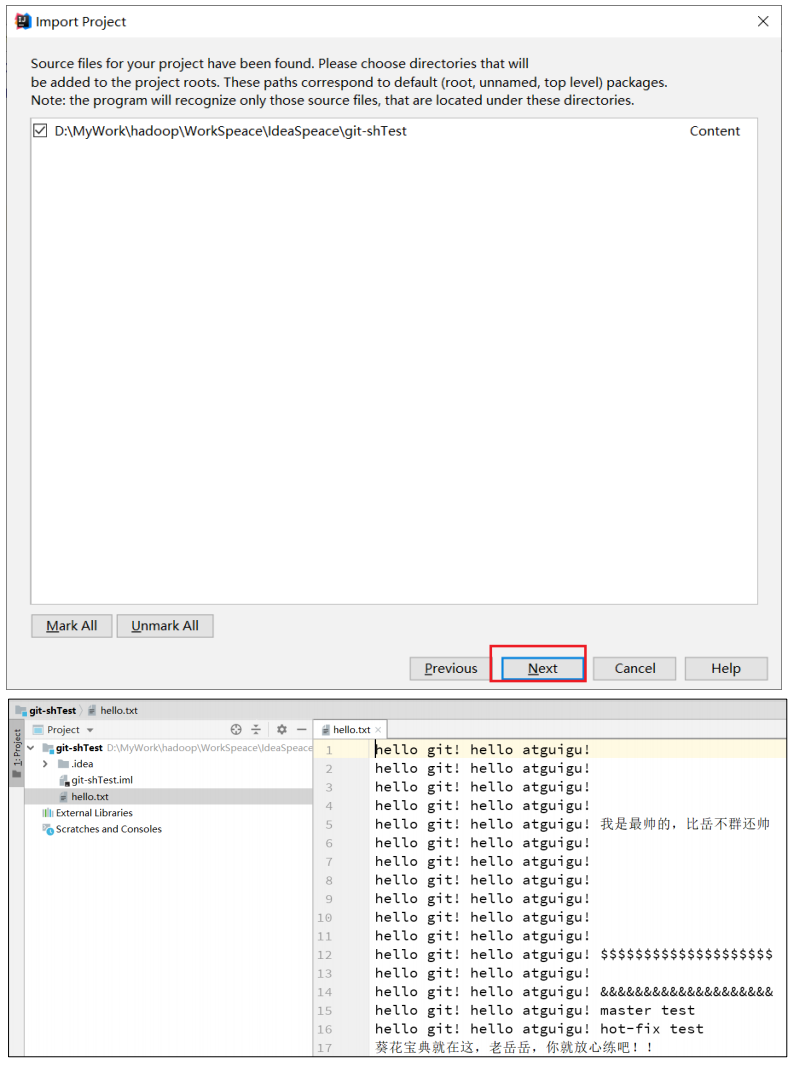 Import Project
Source files for your project have been found. Please choose directories that will
be added to the project roots. These paths correspond to default (root, unnamed, top level) packages.
Note: the program will recognize only those source files, that are located under these directories.
D:\MyWork\hadoop\WorkSpeace\IdeaSpeace\git-shTest Content
Mark All Unmark All
Previous Next Cancel Help
git-shTest hello.txt
1: Project
Project
git-shTest D:\MyWork\hadoop\WorkSpeace\IdeaSpeace
.idea
git-shTest.iml
hello.txt
External Libraries
Scratches and Consoles
hello.txt
1 hello git! hello atguigu!
2 hello git! hello atguigu!
3 hello git! hello atguigu!
4 hello git! hello atguigu!
5 hello git! hello atguigu! 我是最帅的，比岳不群还帅
6 hello git! hello atguigu!
7 hello git! hello atguigu!
8 hello git! hello atguigu!
9 hello git! hello atguigu!
10 hello git! hello atguigu!
11 hello git! hello atguigu!
12 hello git! hello atguigu! $$$$$$$$$$$$$$$$$$$$
13 hello git! hello atguigu!
14 hello git! hello atguigu! &&&&&&&&&&&&&&&&&&&&
15 hello git! hello atguigu! master test
16 hello git! hello atguigu! hot-fix test
17 葵花宝典就在这，老岳岳，你就放心练吧！！